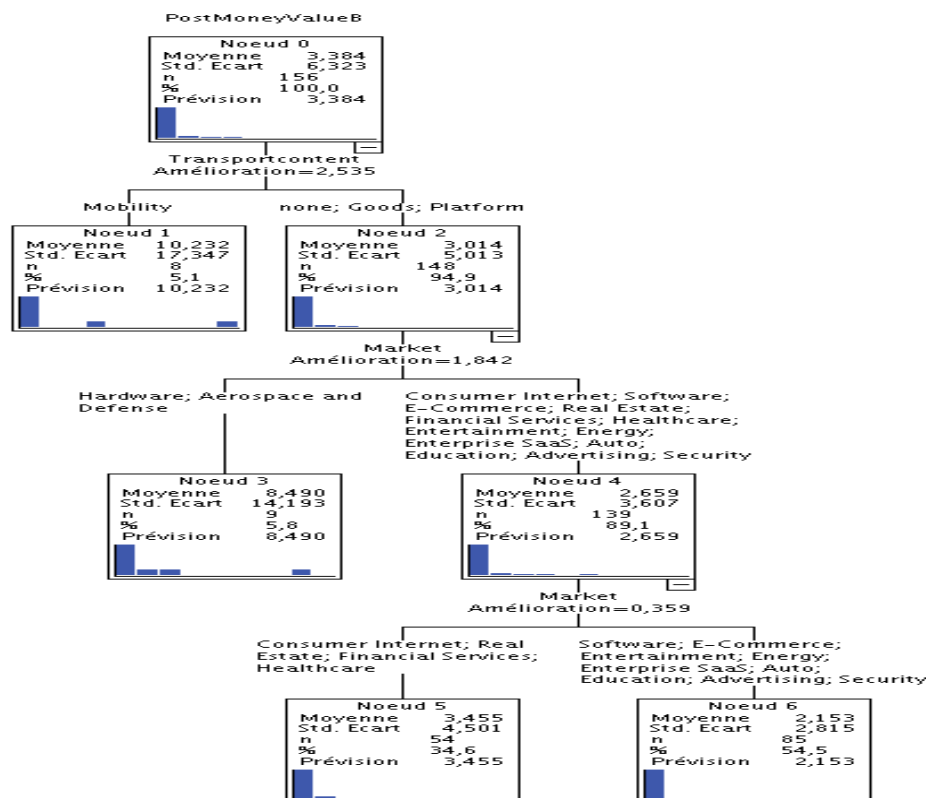 PostMoneyValueB
Noeud 0
Moyenne 3,384
Std. Ecart 6,323
n 156
% 100,0
Prévision 3,384
Transportcontent
Amélioration=2,535
Mobility
none; Goods; Platform
Noeud 1
Moyenne 10,232
Std. Ecart 17,347
n 8
% 5,1
Prévision 10,232
Noeud 2
Moyenne 3,014
Std. Ecart 5,013
n 148
% 94,9
Prévision 3,014
Market
Amélioration=1,842
Hardware; Aerospace and
Defense
Consumer Internet; Software;
E-Commerce; Real Estate;
Financial Services; Healthcare;
Entertainment; Energy;
Enterprise SaaS; Auto;
Education; Advertising; Security
Noeud 3
Moyenne 8,490
Std. Ecart 14,193
n 9
% 5,8
Prévision 8,490
Noeud 4
Moyenne 2,659
Std. Ecart 3,607
n 139
% 89,1
Prévision 2,659
Market
Amélioration=0,359
Consumer Internet; Real
Estate; Financial Services;
Healthcare
Software; E-Commerce;
Entertainment; Energy;
Enterprise SaaS; Auto;
Education; Advertising; Security
Noeud 5
Moyenne 3,455
Std. Ecart 4,501
n 54
% 34,6
Prévision 3,455
Noeud 6
Moyenne 2,153
Std. Ecart 2,815
n 85
% 54,5
Prévision 2,153